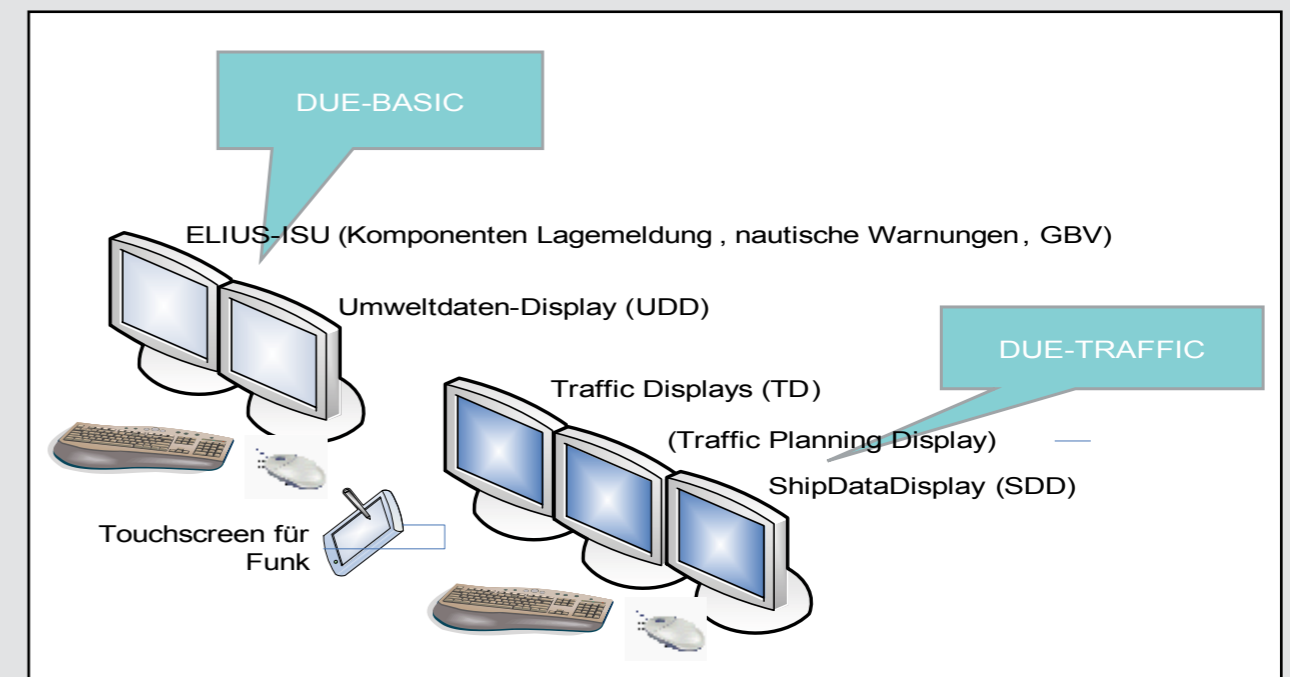 DUE-BASIC
ELIUS-ISU (Komponenten Lagemeldung , nautische Warnungen , GBV)
Umweltdaten-Display (UDD)
DUE-TRAFFIC
Traffic Displays (TD)
(Traffic Planning Display)
ShipDataDisplay (SDD)
Touchscreen für
Funk